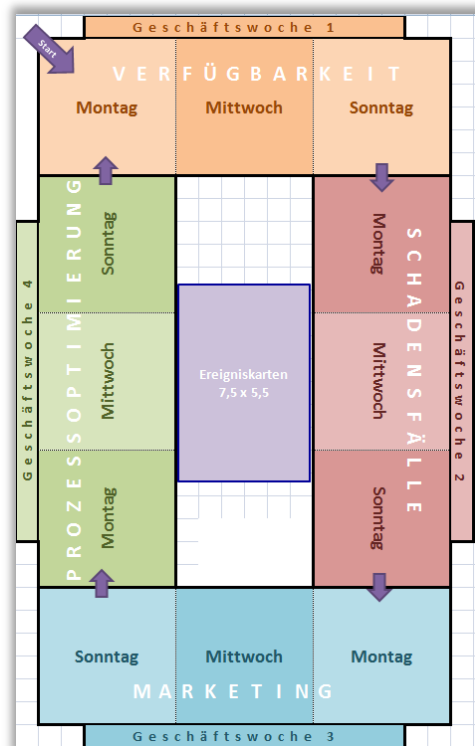 Geschäftswoche 1
Start
VERFÜGBARKEIT
Montag
Mittwoch
Sonntag
Montag
Mittwoch
Sonntag
SCHADENSFÄLLE
Geschäftswoche 2
Ereigniskarten
7,5 x 5,5
Geschäftswoche 4
PROZESSOPTIMIERUNG
Sonntag
Mittwoch
Montag
Sonntag
Mittwoch
Montag
MARKETING
Geschäftswoche 3